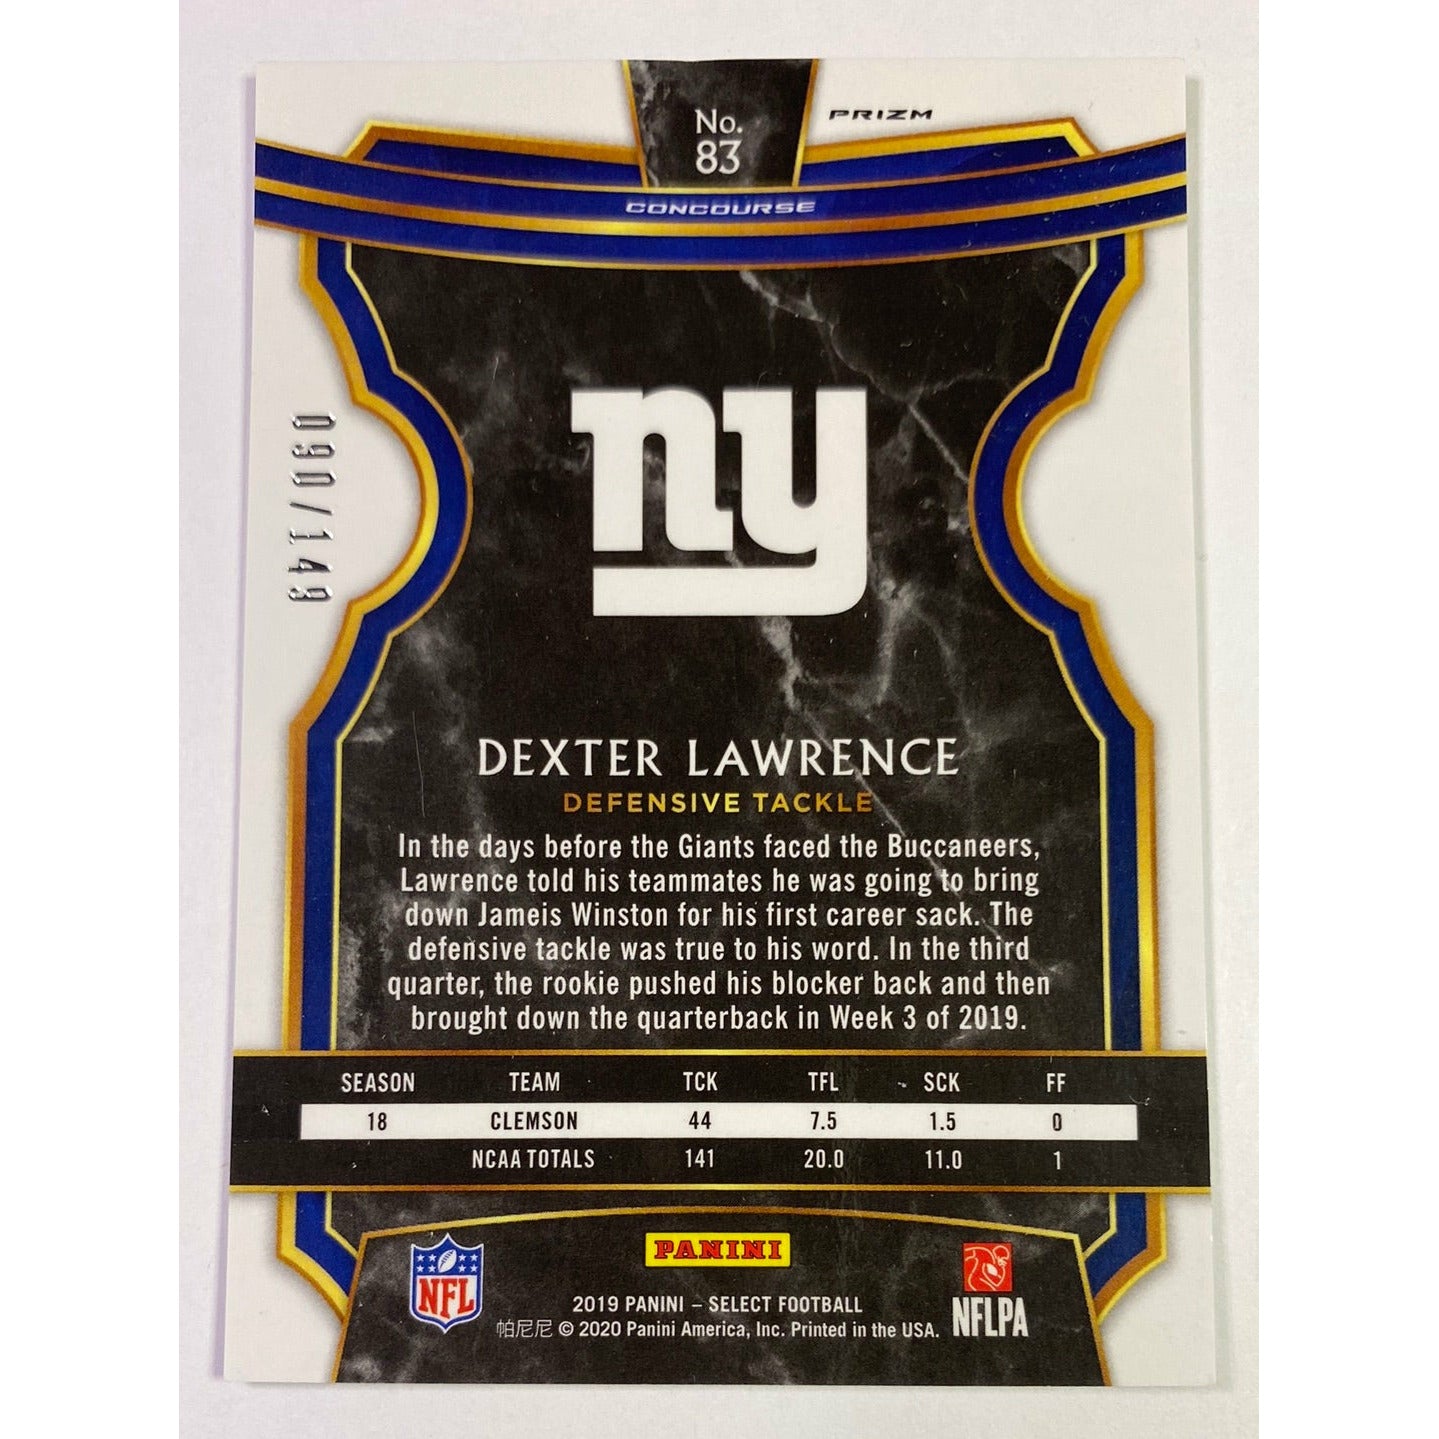 No.
83
PRIZM
CONCOURSE
090/149
ny
DEXTER LAWRENCE
DEFENSIVE TACKLE
In the days before the Giants faced the Buccaneers,
Lawrence told his teammates he was going to bring
down Jameis Winston for his first career sack. The
defensive tackle was true to his word. In the third
quarter, the rookie pushed his blocker back and then
brought down the quarterback in Week 3 of 2019.
SEASON TEAM TCK TFL SCK FF
18 CLEMSON 44 7.5 1.5 0
NCAA TOTALS 141 20.0 11.0 1
NFL
PANINI
NFLPA
2019 PANINI – SELECT FOOTBALL
帕尼尼 © 2020 Panini America, Inc. Printed in the USA.